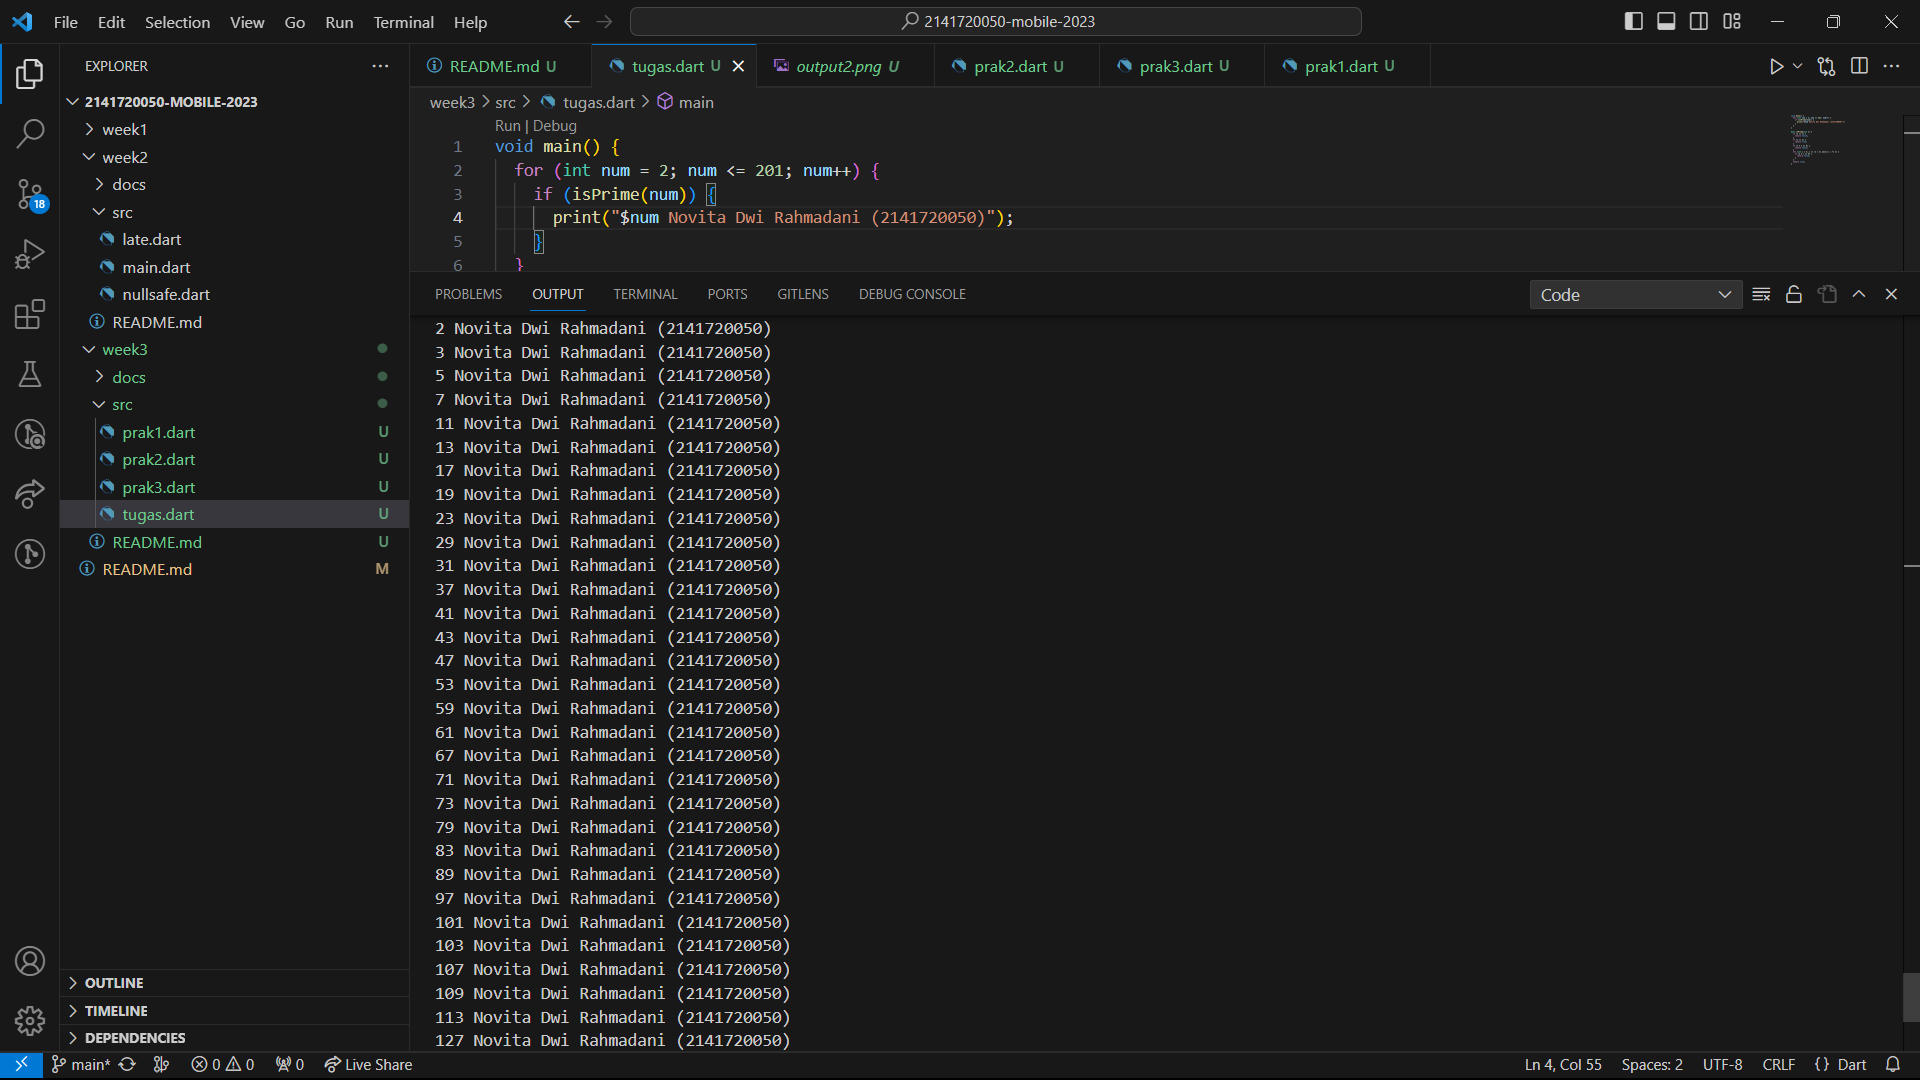 File Edit Selection View Go Run Terminal Help
2141720050-mobile-2023
EXPLORER
2141720050-MOBILE-2023
week1
week2
docs
src
late.dart
main.dart
nullsafe.dart
README.md
week3
docs
src
prak1.dart U
prak2.dart U
prak3.dart U
tugas.dart U
README.md U
README.md M
OUTLINE
TIMELINE
DEPENDENCIES
18
README.md U tugas.dart U output2.png U prak2.dart U prak3.dart U prak1.dart U
week3 > src > tugas.dart > main
Run | Debug
1 void main() {
2 for (int num = 2; num <= 201; num++) {
3 if (isPrime(num)) {
4 print("$num Novita Dwi Rahmadani (2141720050)");
5 }
6 }
PROBLEMS OUTPUT TERMINAL PORTS GITLENS DEBUG CONSOLE
Code
2 Novita Dwi Rahmadani (2141720050)
3 Novita Dwi Rahmadani (2141720050)
5 Novita Dwi Rahmadani (2141720050)
7 Novita Dwi Rahmadani (2141720050)
11 Novita Dwi Rahmadani (2141720050)
13 Novita Dwi Rahmadani (2141720050)
17 Novita Dwi Rahmadani (2141720050)
19 Novita Dwi Rahmadani (2141720050)
23 Novita Dwi Rahmadani (2141720050)
29 Novita Dwi Rahmadani (2141720050)
31 Novita Dwi Rahmadani (2141720050)
37 Novita Dwi Rahmadani (2141720050)
41 Novita Dwi Rahmadani (2141720050)
43 Novita Dwi Rahmadani (2141720050)
47 Novita Dwi Rahmadani (2141720050)
53 Novita Dwi Rahmadani (2141720050)
59 Novita Dwi Rahmadani (2141720050)
61 Novita Dwi Rahmadani (2141720050)
67 Novita Dwi Rahmadani (2141720050)
71 Novita Dwi Rahmadani (2141720050)
73 Novita Dwi Rahmadani (2141720050)
79 Novita Dwi Rahmadani (2141720050)
83 Novita Dwi Rahmadani (2141720050)
89 Novita Dwi Rahmadani (2141720050)
97 Novita Dwi Rahmadani (2141720050)
101 Novita Dwi Rahmadani (2141720050)
103 Novita Dwi Rahmadani (2141720050)
107 Novita Dwi Rahmadani (2141720050)
109 Novita Dwi Rahmadani (2141720050)
113 Novita Dwi Rahmadani (2141720050)
127 Novita Dwi Rahmadani (2141720050)
main* 0 0 0 Live Share Ln 4, Col 55 Spaces: 2 UTF-8 CRLF {} Dart